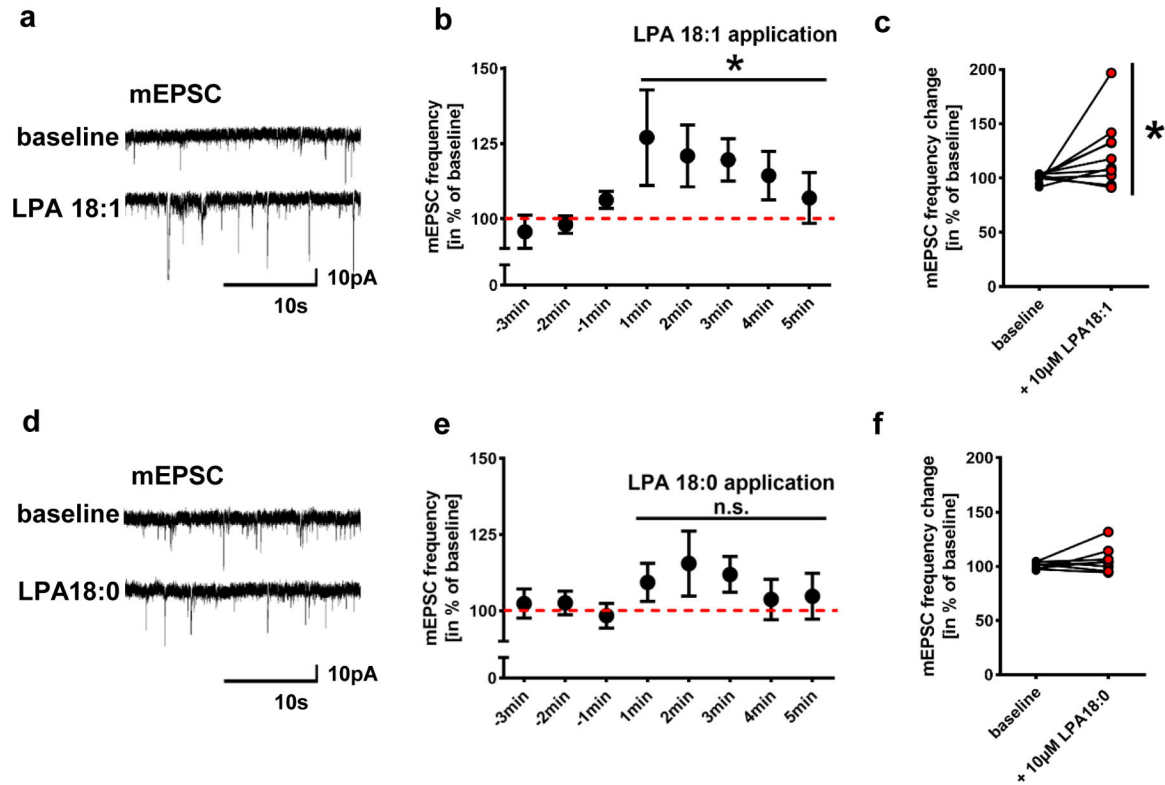 a
mEPSC
baseline
LPA 18:1
10pA
10s
b
LPA 18:1 application
*
mEPSC frequency
[in % of baseline]
150
125
100
0
-3min
-2min
-1min
1min
2min
3min
4min
5min
c
mEPSC frequency change
[in % of baseline]
200
150
100
50
0
*
baseline
+ 10µM LPA18:1
d
mEPSC
baseline
LPA18:0
10pA
10s
e
LPA 18:0 application
n.s.
mEPSC frequency
[in % of baseline]
150
125
100
0
-3min
-2min
-1min
1min
2min
3min
4min
5min
f
mEPSC frequency change
[in % of baseline]
200
150
100
50
0
baseline
+ 10µM LPA18:0